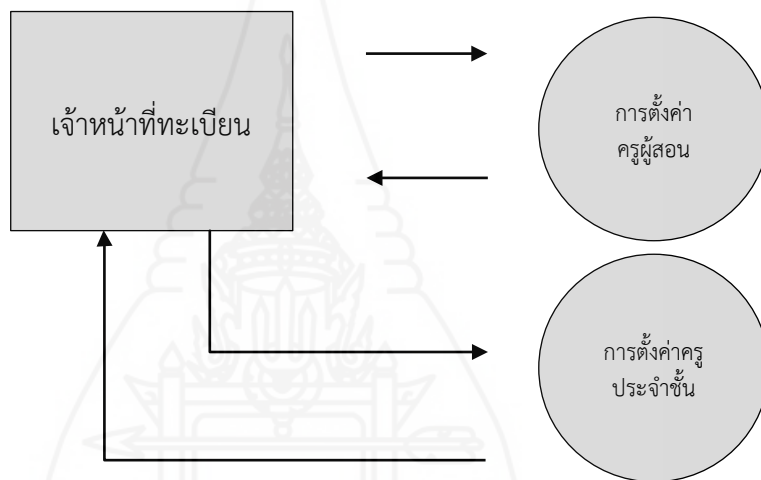 เจ้าหน้าที่ทะเบียน
การตั้งค่า
ครูผู้สอน
การตั้งค่าครู
ประจำชั้น